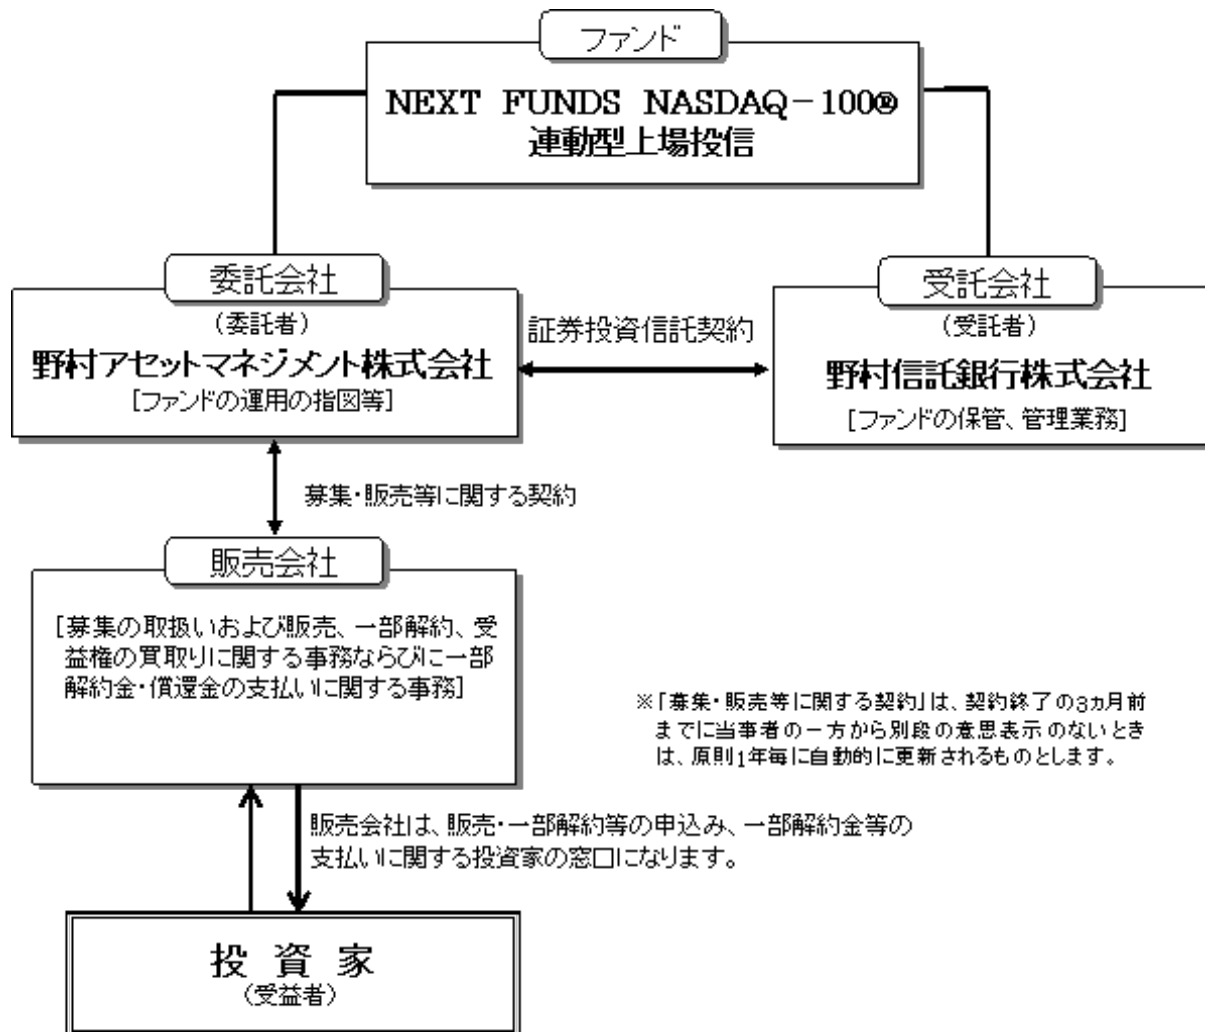 ファンド
NEXT FUNDS NASDAQ-100®
連動型上場投信
委託会社
(委託者)
野村アセットマネジメント株式会社
[ファンドの運用の指図等]
証券投資信託契約
受託会社
(受託者)
野村信託銀行株式会社
[ファンドの保管、管理業務]
募集・販売等に関する契約
販売会社
[募集の取扱いおよび販売、一部解約、受
益権の買取りに関する事務ならびに一部
解約金・償還金の支払いに関する事務]
※「募集・販売等に関する契約」は、契約終了の3ヵ月前
までに当事者の一方から別段の意思表示のないとき
は、原則1年毎に自動的に更新されるものとします。
販売会社は、販売・一部解約等の申込み、一部解約金等の
支払いに関する投資家の窓口になります。
投 資 家
(受益者)